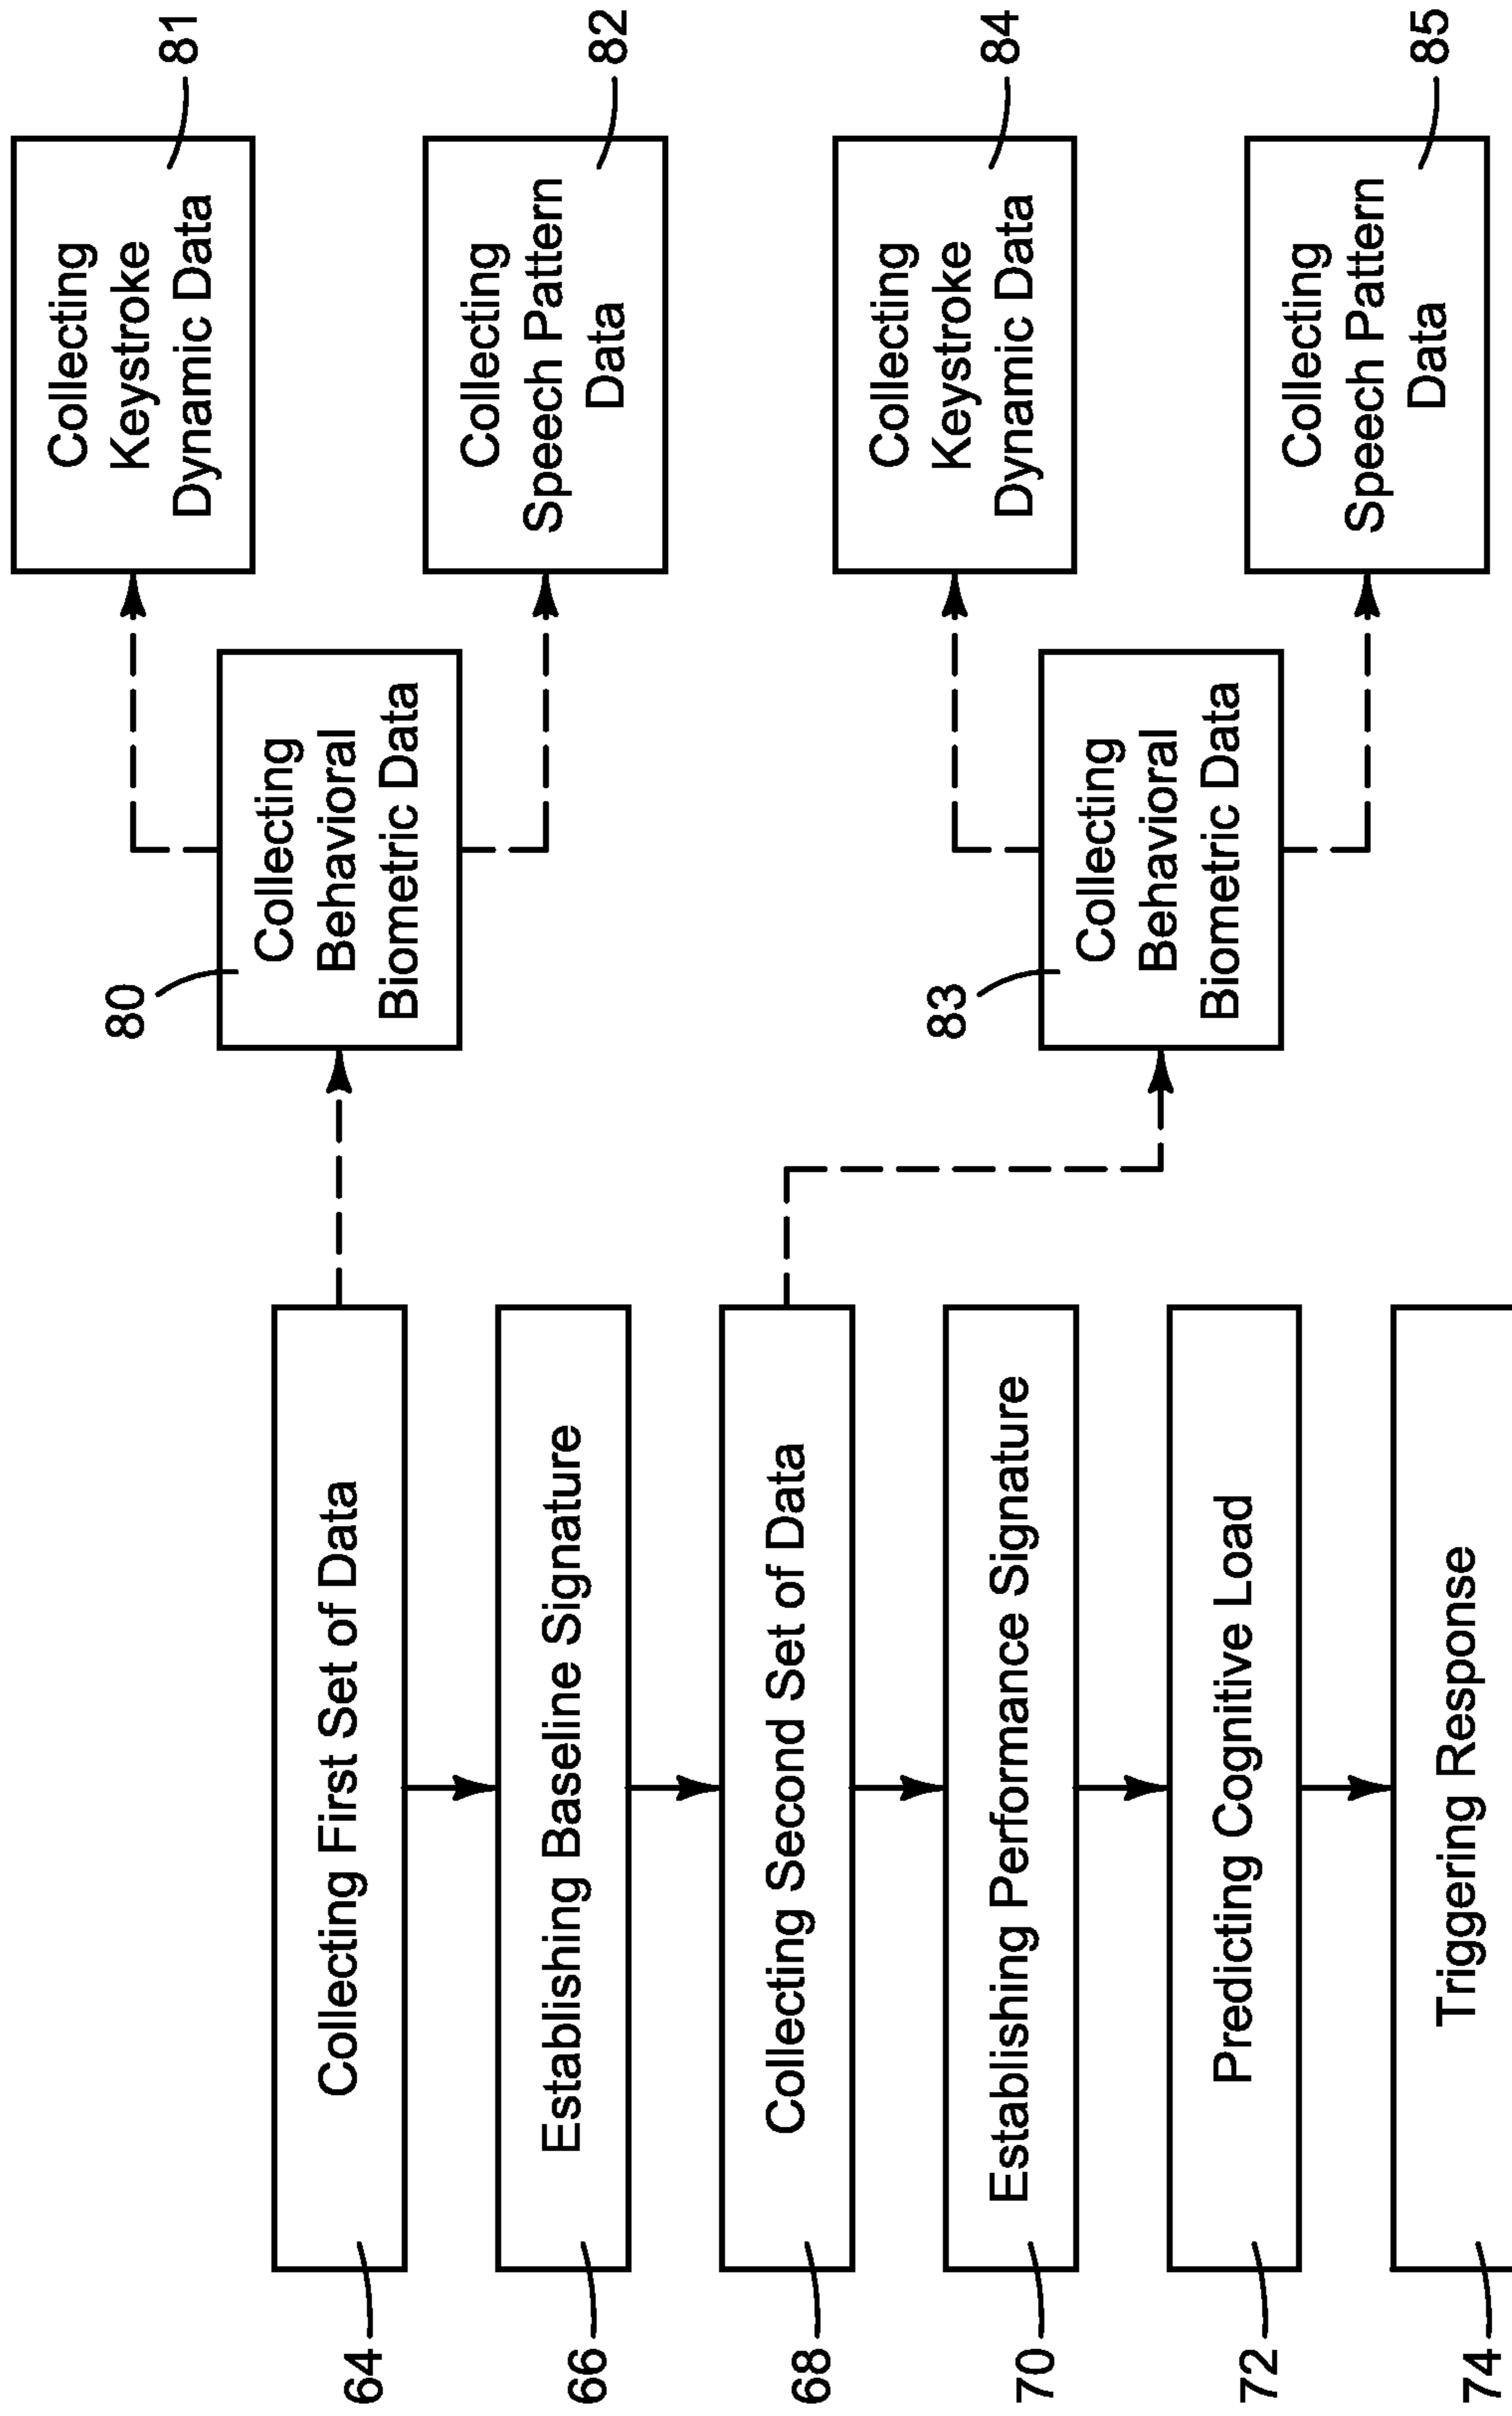 64
Collecting First Set of Data
66
Establishing Baseline Signature
68
Collecting Second Set of Data
70
Establishing Performance Signature
72
Predicting Cognitive Load
74
Triggering Response
80
Collecting
Behavioral
Biometric Data
81
Collecting
Keystroke
Dynamic Data
82
Collecting
Speech Pattern
Data
83
Collecting
Behavioral
Biometric Data
84
Collecting
Keystroke
Dynamic Data
85
Collecting
Speech Pattern
Data